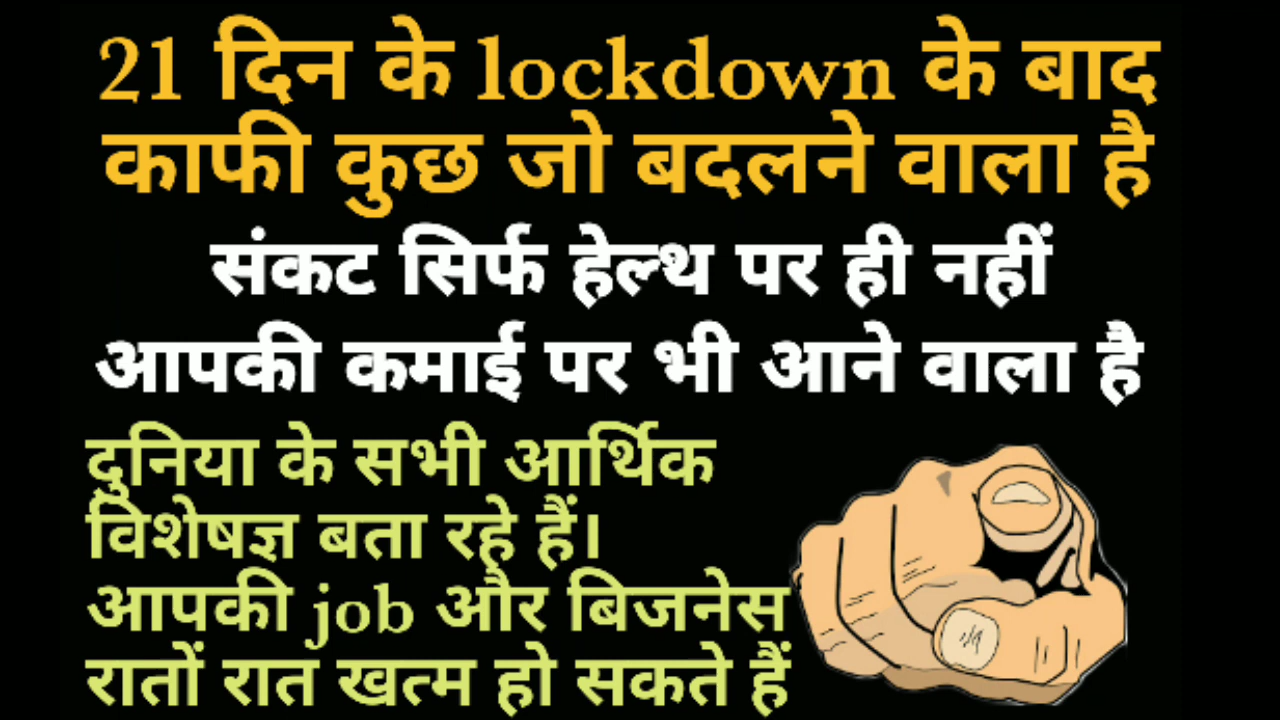 21 दिन के lockdown के बाद
काफी कुछ जो बदलने वाला है
संकट सिर्फ हेल्थ पर ही नहीं
आपकी कमाई पर भी आने वाला है
दुनिया के सभी आर्थिक
विशेषज्ञ बता रहे हैं।
आपकी job और बिजनेस
रातों रात खत्म हो सकते हैं